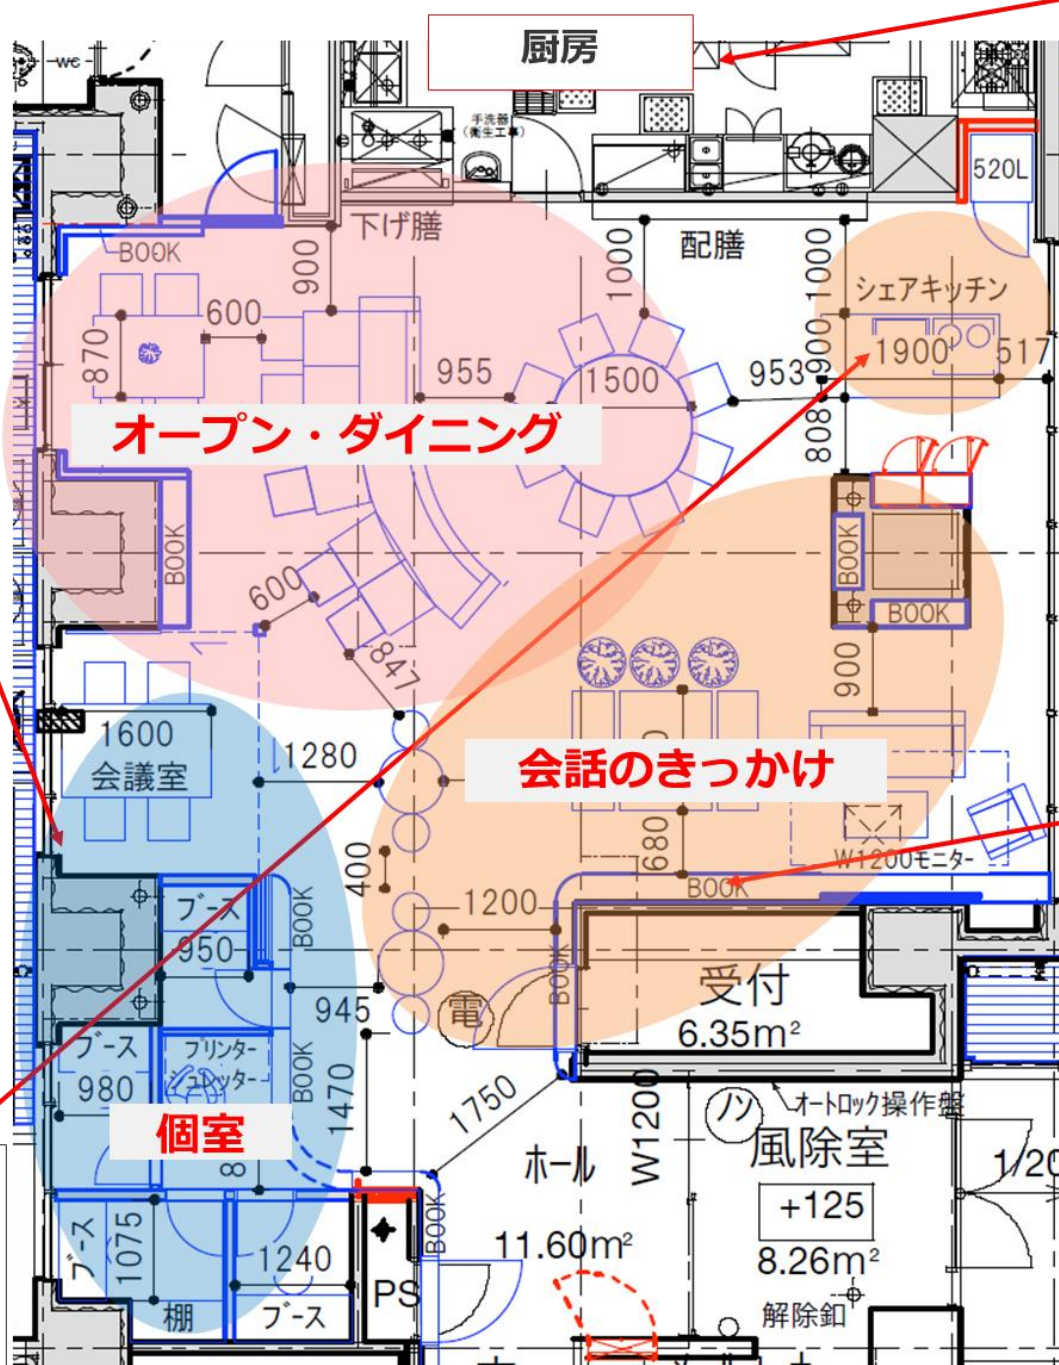 厨房
WC
手洗器
(衛生工事)
520L
下げ膳
配膳
BOOK
900
1000
1000
シェアキッチン
600
870
955
1500
953
900
1900
517
808
オープン・ダイニング
BOOK
BOOK
BOOK
600
847
900
1600
会議室
1280
会話のきっかけ
680
W1200モニター
BOOK
400
1200
ブース
950
BOOK
BOOK
945
電
受付
6.35m²
ブース
980
プリンター
シュレッダー
BOOK
1470
1750
W1200
オートロック操作盤
個室
ホール
風除室
+125
8.26m²
11.60m²
BOOK
ブース
1075
1240
PS
棚
ブース
解除釦